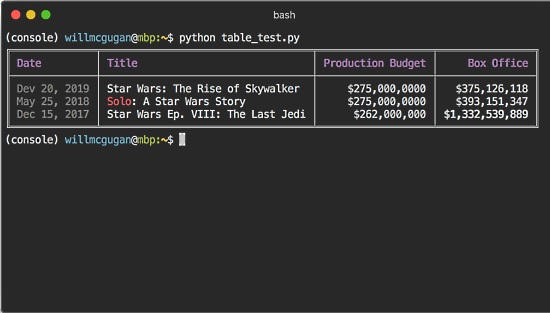 bash
(console) willmcgugan@mbp:~$ python table_test.py
Date Title Production Budget Box Office
Dev 20, 2019 Star Wars: The Rise of Skywalker $275,000,0000 $375,126,118
May 25, 2018 Solo: A Star Wars Story $275,000,0000 $393,151,347
Dec 15, 2017 Star Wars Ep. VIII: The Last Jedi $262,000,000 $1,332,539,889
(console) willmcgugan@mbp:~$